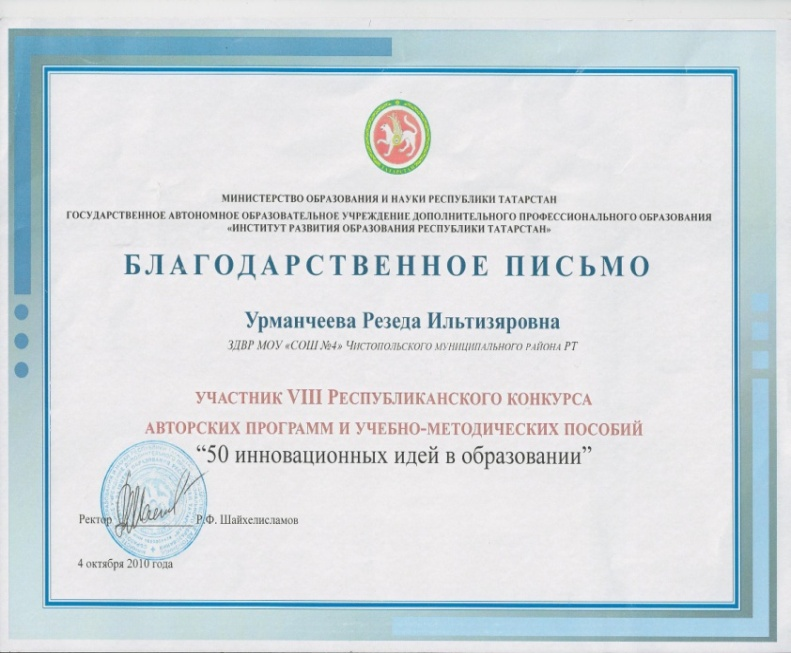 МИНИСТЕРСТВО ОБРАЗОВАНИЯ И НАУКИ РЕСПУБЛИКИ ТАТАРСТАН
ГОСУДАРСТВЕННОЕ АВТОНОМНОЕ ОБРАЗОВАТЕЛЬНОЕ УЧРЕЖДЕНИЕ ДОПОЛНИТЕЛЬНОГО ПРОФЕССИОНАЛЬНОГО ОБРАЗОВАНИЯ
«ИНСТИТУТ РАЗВИТИЯ ОБРАЗОВАНИЯ РЕСПУБЛИКИ ТАТАРСТАН»
БЛАГОДАРСТВЕННОЕ ПИСЬМО
Урманчеева Резеда Ильтизяровна
ЗДВР МОУ «СОШ №4» Чистопольского муниципального района РТ
участник VIII Республиканского конкурса
авторских программ и учебно-методических пособий
“50 инновационных идей в образовании”
Ректор Р.Ф. Шайхелисламов
4 октября 2010 года